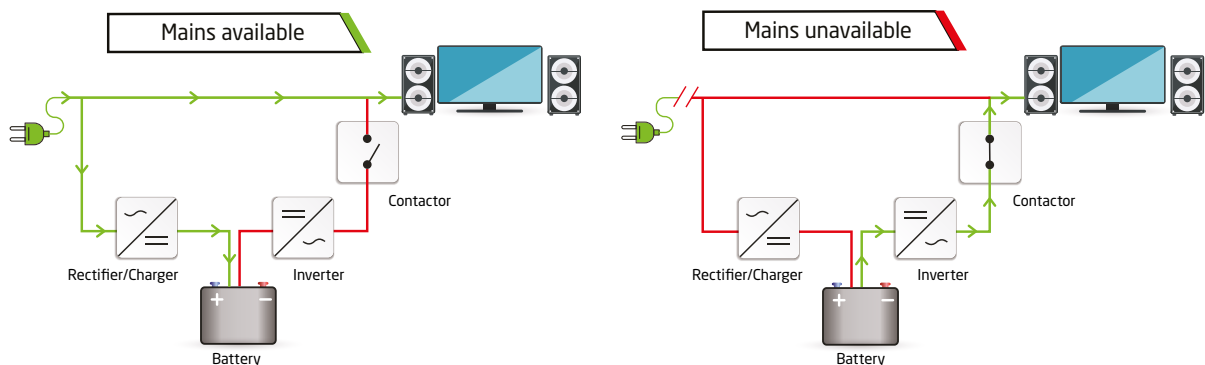 Mains available
Contactor
Rectifier/Charger
Inverter
+ −
Battery
Mains unavailable
Contactor
Rectifier/Charger
Inverter
+ −
Battery